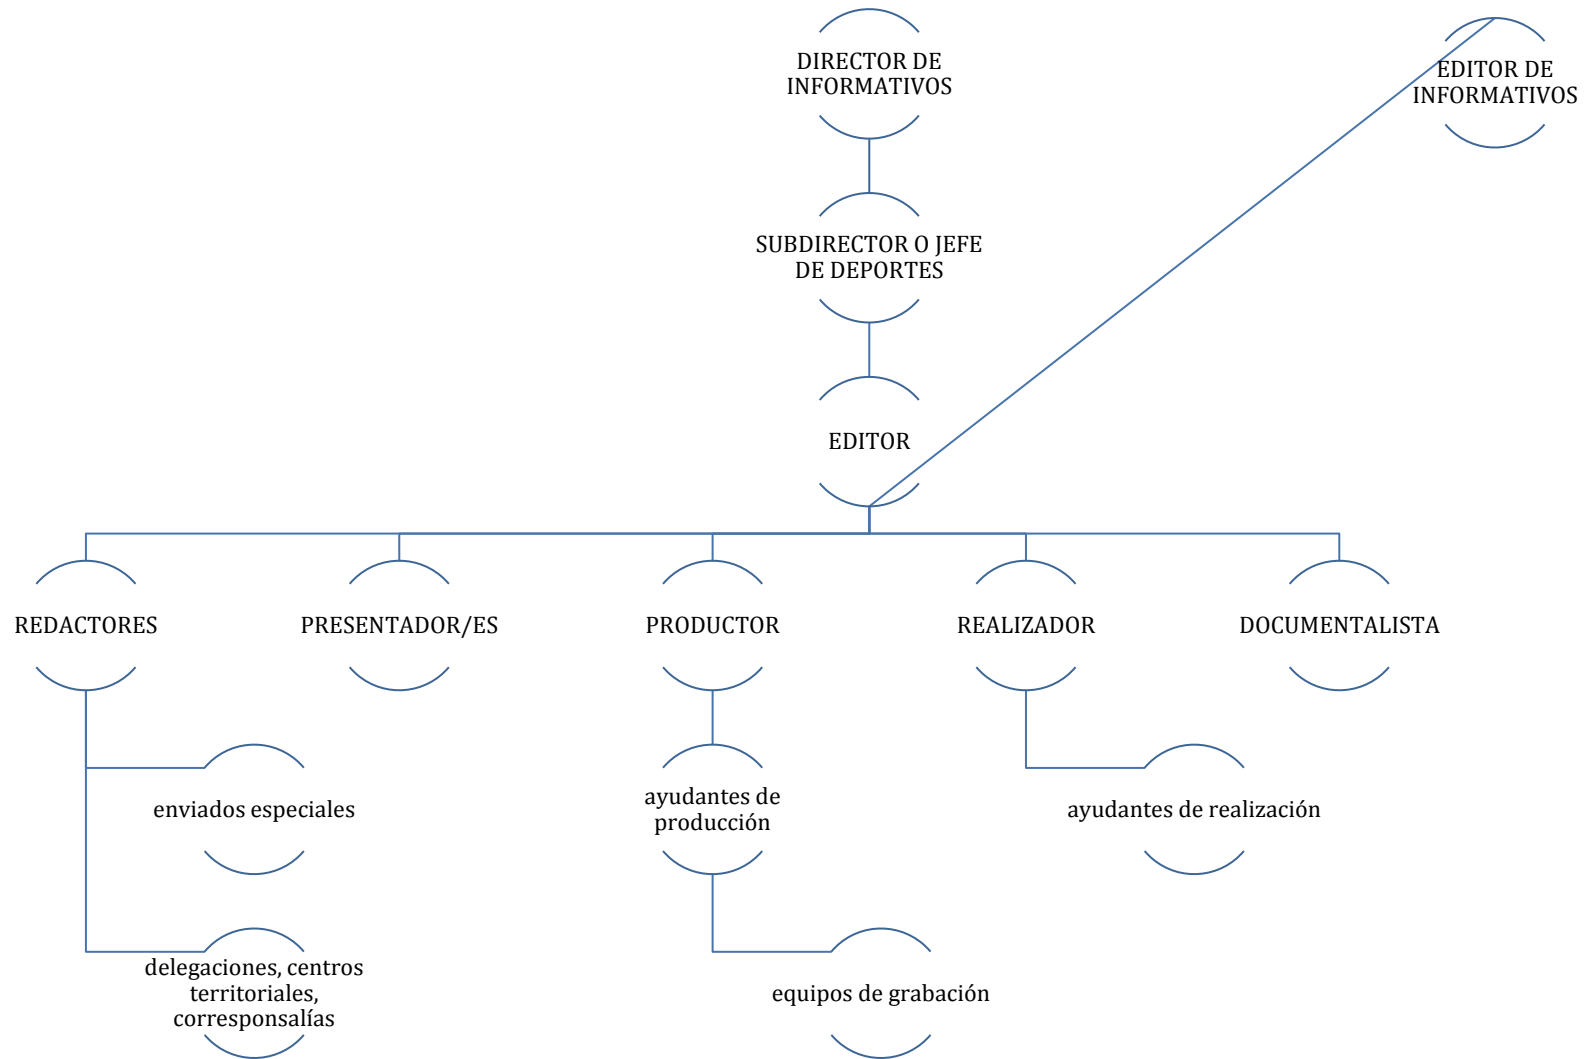 DIRECTOR DE
INFORMATIVOS
EDITOR DE
INFORMATIVOS
SUBDIRECTOR O JEFE
DE DEPORTES
EDITOR
REDACTORES
PRESENTADOR/ES
PRODUCTOR
REALIZADOR
DOCUMENTALISTA
enviados especiales
ayudantes de
producción
ayudantes de realización
delegaciones, centros
territoriales,
corresponsalías
equipos de grabación